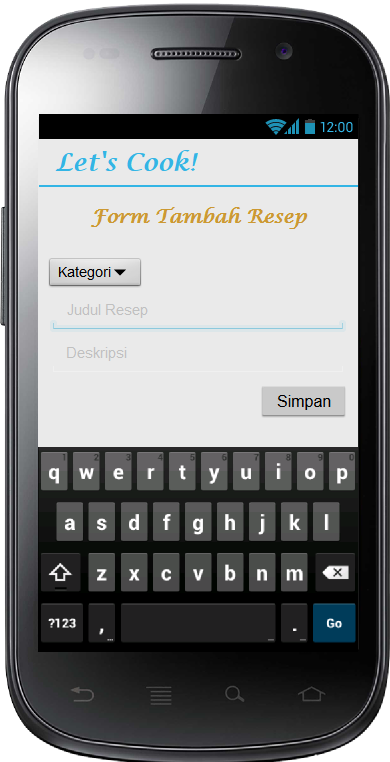 12:00
Let's Cook!
Form Tambah Resep
Kategori
Judul Resep
Deskripsi
Simpan
1 2 3 4 5 6 7 8 9 0
q w e r t y u i o p
a s d f g h j k l
z x c v b n m
?123 , . Go